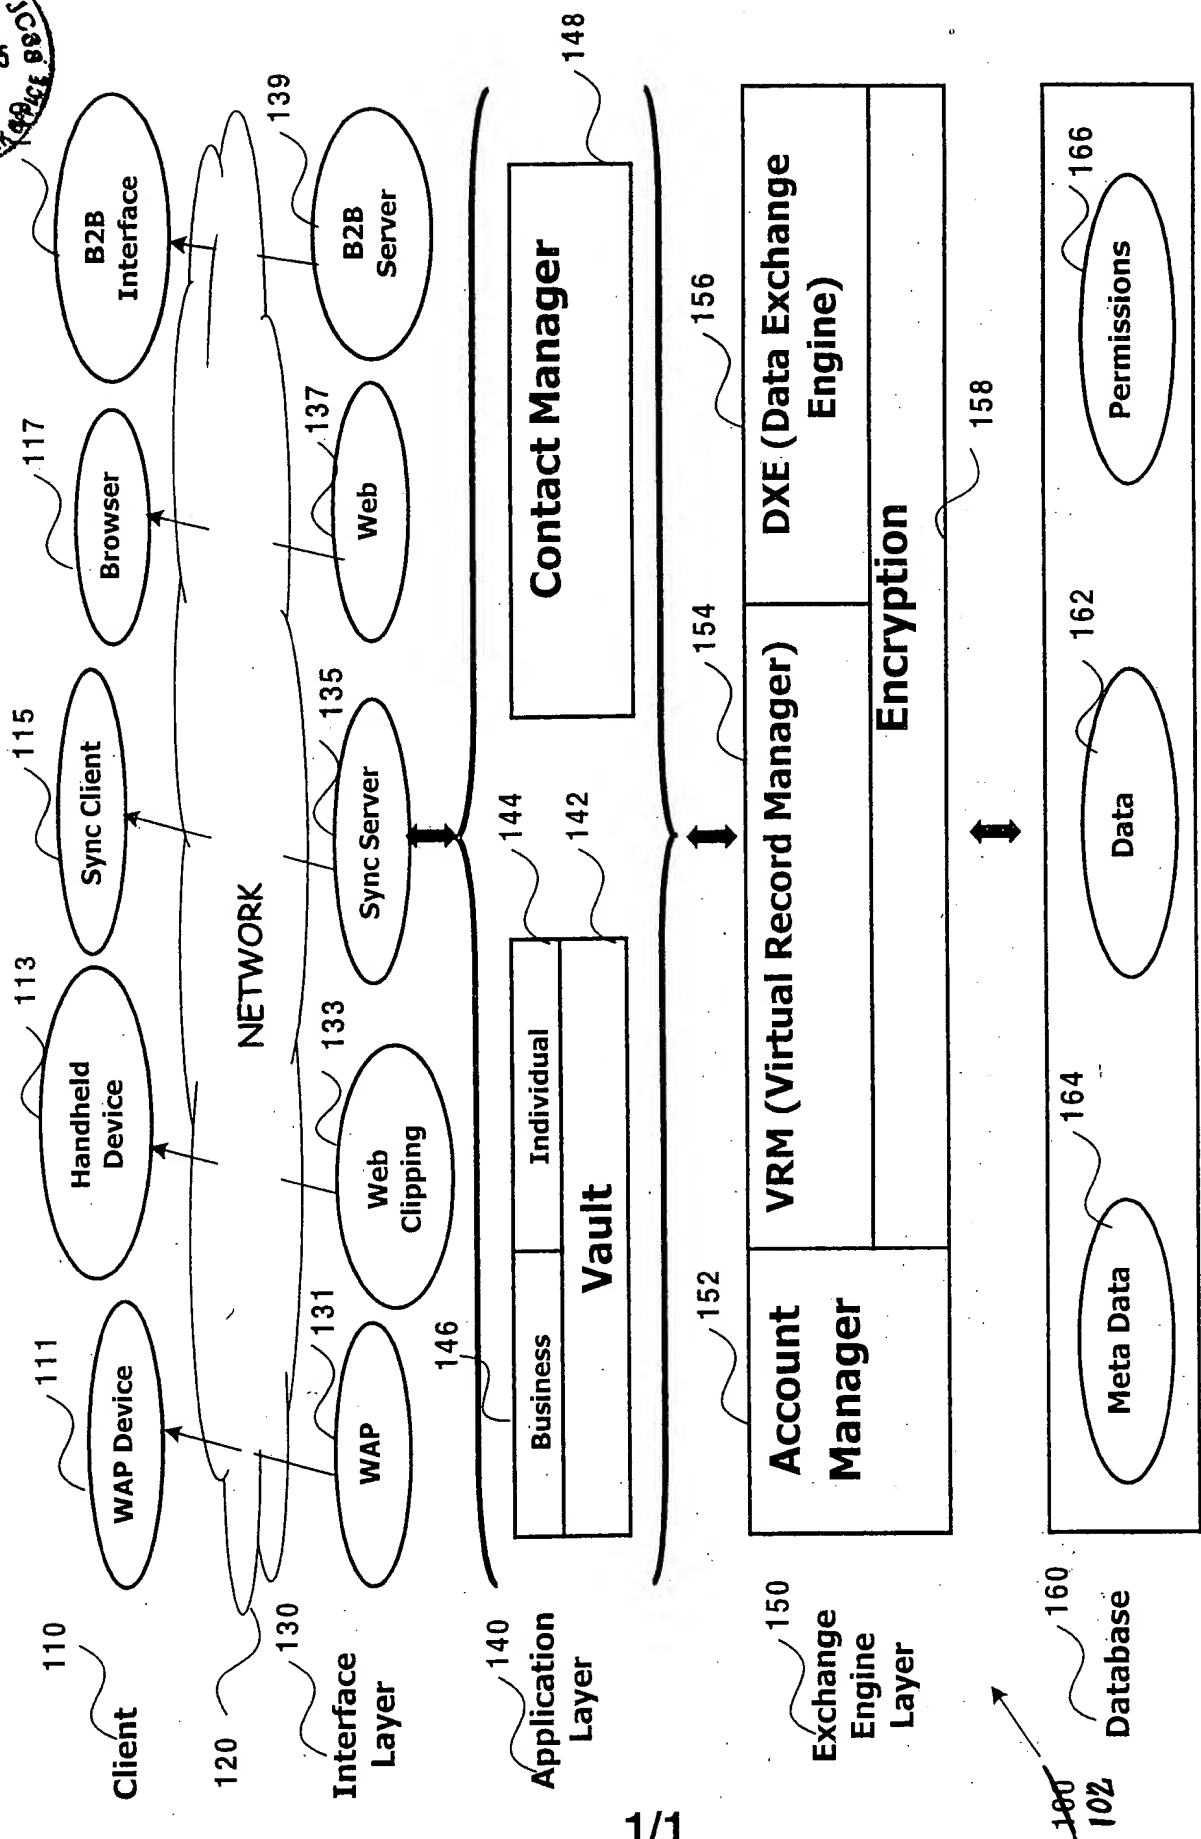 110
Client
111
WAP Device
113
Handheld
Device
115
Sync Client
117
Browser
B2B
Interface
120
NETWORK
130
Interface
Layer
131
WAP
133
Web
Clipping
135
Sync Server
137
Web
139
B2B
Server
140
Application
Layer
146
Business
144
Individual
142
Vault
148
Contact Manager
150
Exchange
Engine
Layer
152
Account
Manager
154
VRM (Virtual Record Manager)
156
DXE (Data Exchange
Engine)
158
Encryption
160
Database
164
Meta Data
162
Data
166
Permissions
100
102
1/1